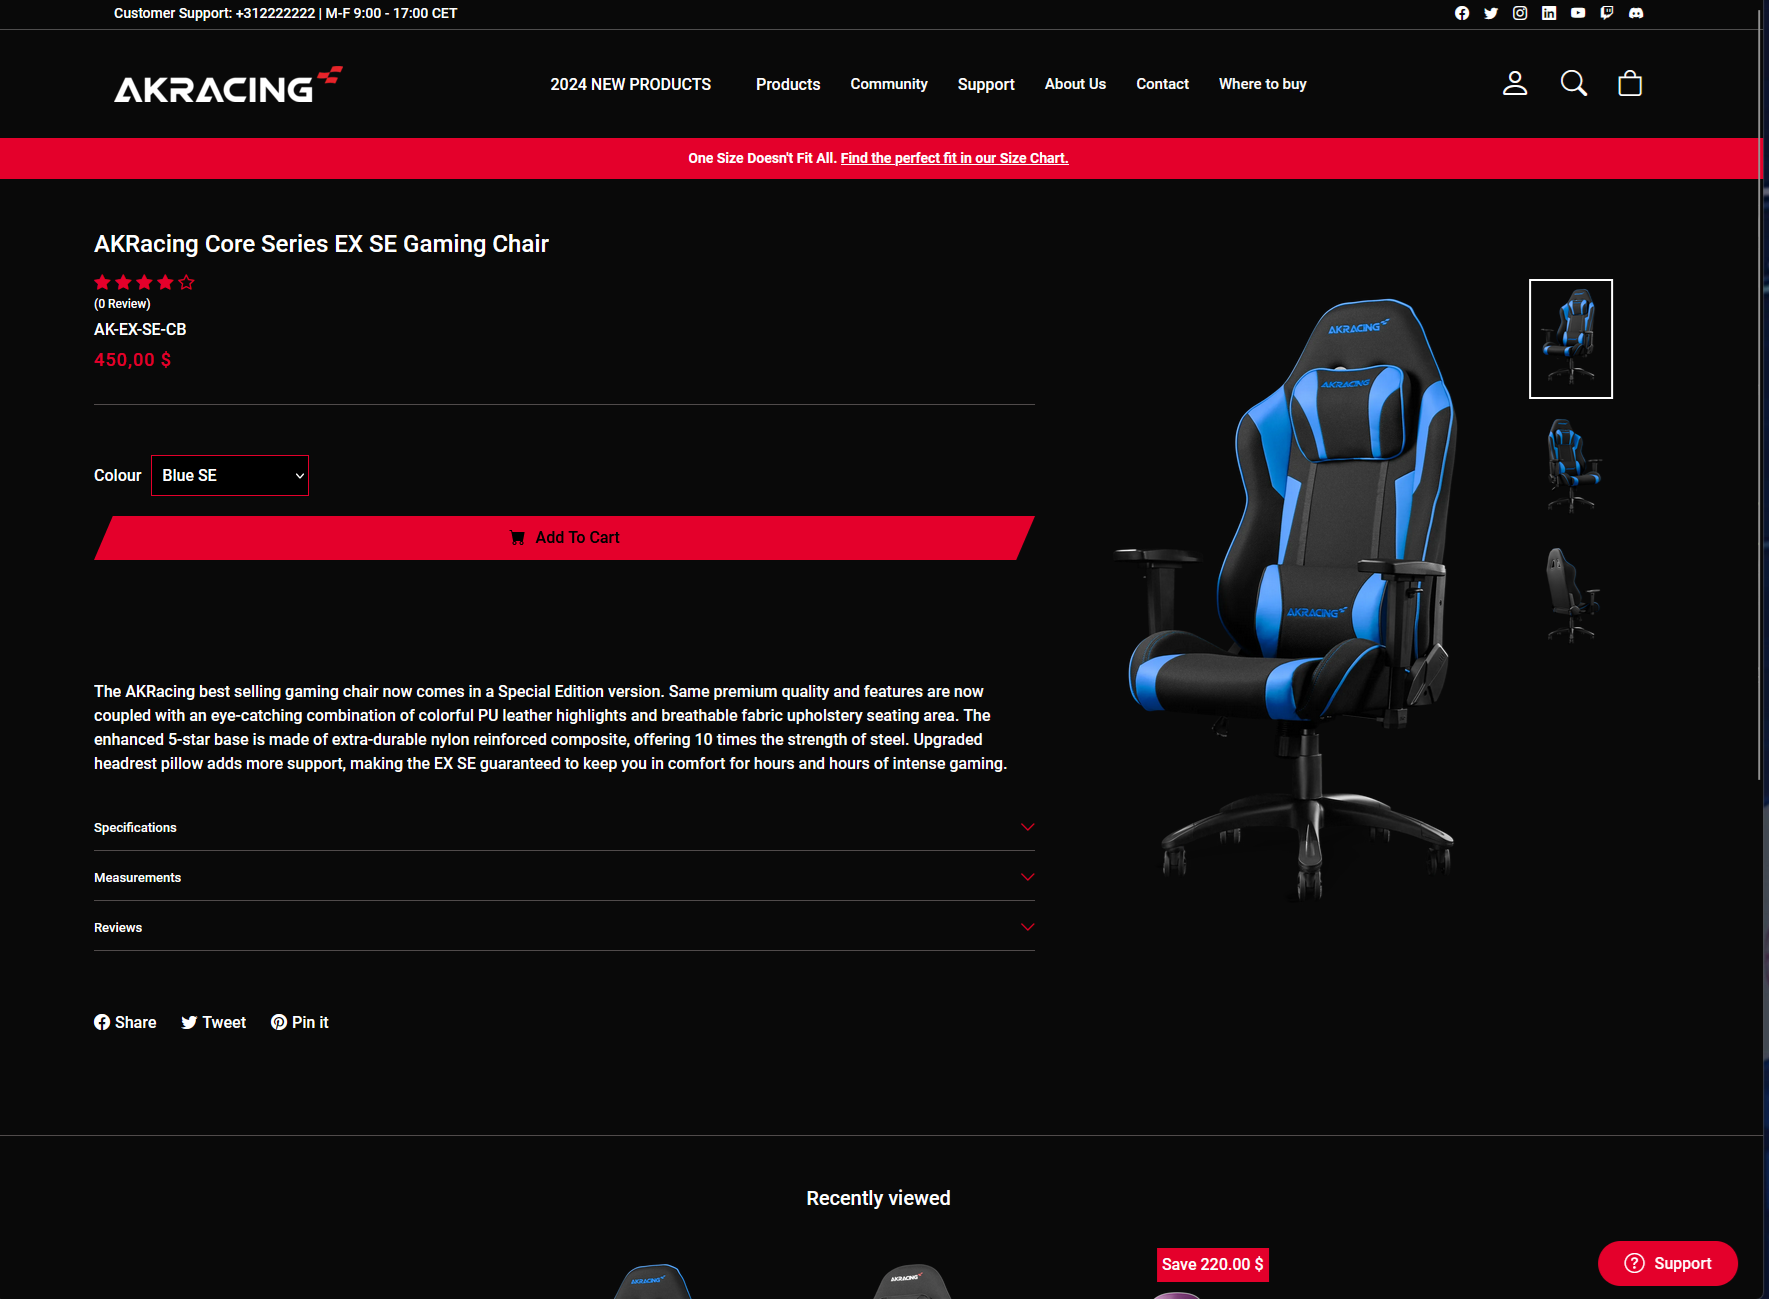 Customer Support: +312222222 | M-F 9:00 - 17:00 CET
AKRACING
2024 NEW PRODUCTS
Products
Community
Support
About Us
Contact
Where to buy
One Size Doesn't Fit All. Find the perfect fit in our Size Chart.
AKRacing Core Series EX SE Gaming Chair
(0 Review)
AK-EX-SE-CB
450,00 $
Colour
Blue SE
Add To Cart
The AKRacing best selling gaming chair now comes in a Special Edition version. Same premium quality and features are now
coupled with an eye-catching combination of colorful PU leather highlights and breathable fabric upholstery seating area. The
enhanced 5-star base is made of extra-durable nylon reinforced composite, offering 10 times the strength of steel. Upgraded
headrest pillow adds more support, making the EX SE guaranteed to keep you in comfort for hours and hours of intense gaming.
Specifications
Measurements
Reviews
Share
Tweet
Pin it
AKRACING
AKRACING
AKRACING
Recently viewed
AKRACING
AKRACING
Save 220.00 $
Support